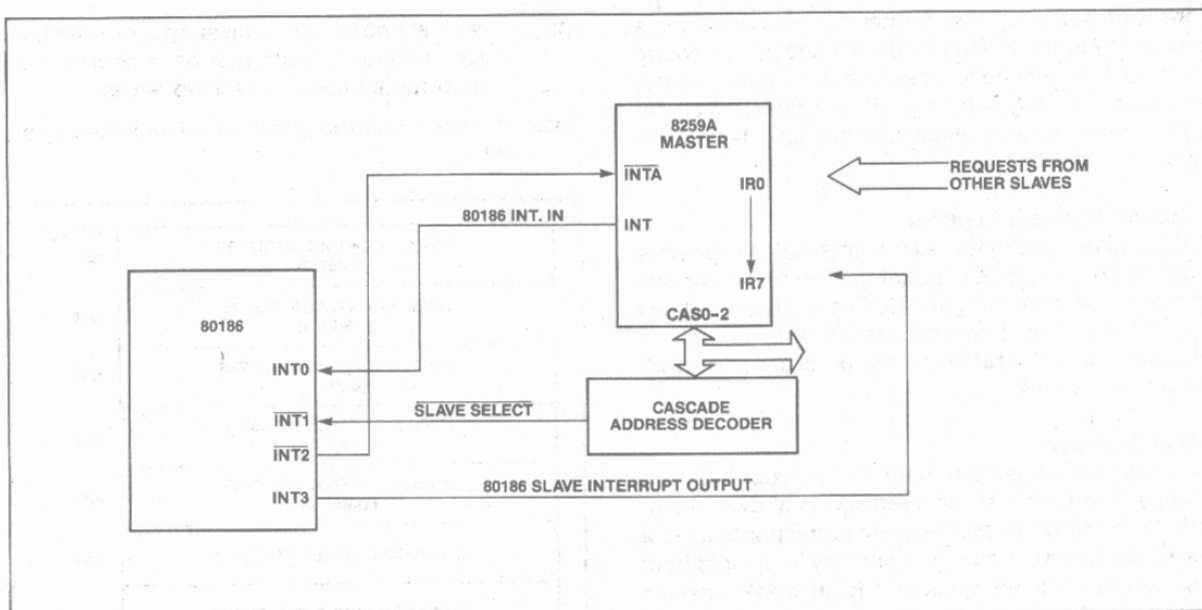 8259A
MASTER
INTA
IR0
REQUESTS FROM
OTHER SLAVES
80186 INT. IN
INT
IR7
80186
CAS0-2
INT0
SLAVE SELECT
CASCADE
ADDRESS DECODER
INT1
INT2
80186 SLAVE INTERRUPT OUTPUT
INT3